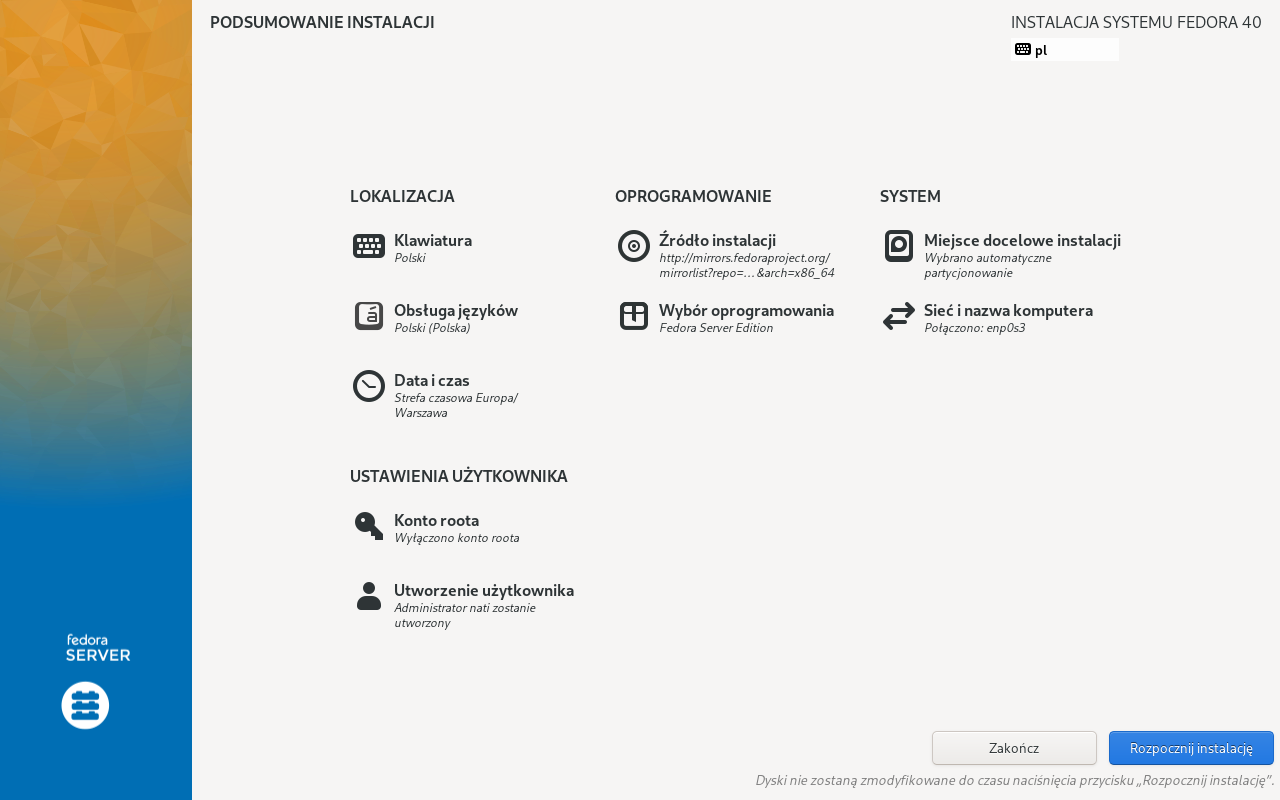 PODSUMOWANIE INSTALACJI
INSTALACJA SYSTEMU FEDORA 40
pl
LOKALIZACJA
Klawiatura
Polski
Obsługa języków
Polski (Polska)
Data i czas
Strefa czasowa Europa/
Warszawa
OPROGRAMOWANIE
Źródło instalacji
http://mirrors.fedoraproject.org/
mirrorlist?repo=…&arch=x86_64
Wybór oprogramowania
Fedora Server Edition
SYSTEM
Miejsce docelowe instalacji
Wybrano automatyczne
partycjonowanie
Sieć i nazwa komputera
Połączono: enp0s3
USTAWIENIA UŻYTKOWNIKA
Konto roota
Wyłączono konto roota
Utworzenie użytkownika
Administrator nati zostanie
utworzony
fedora
SERVER
Zakończ
Rozpocznij instalację
Dyski nie zostaną zmodyfikowane do czasu naciśnięcia przycisku „Rozpocznij instalację”.